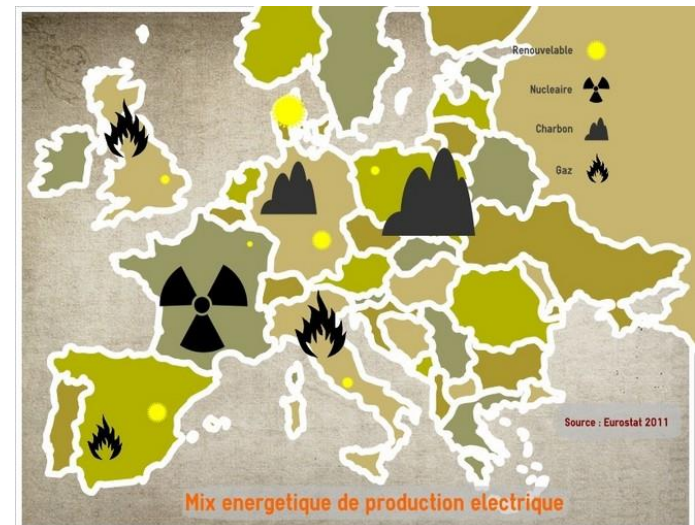 Renouvelable
Nucleaire
Charbon
Gaz
Source : Eurostat 2011
Mix energetique de production electrique